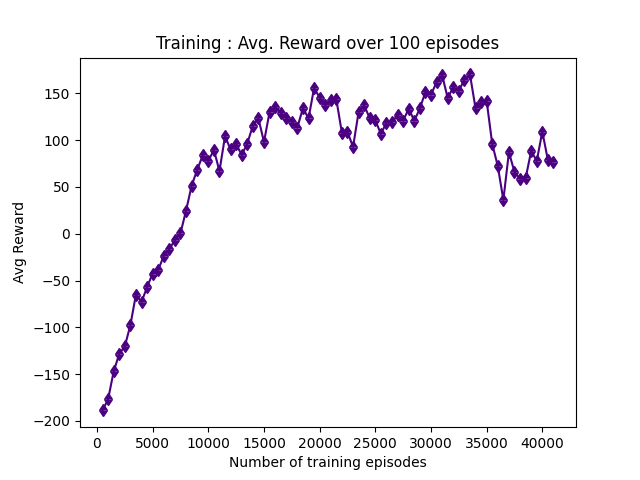 Training : Avg. Reward over 100 episodes
150
100
50
0
−50
−100
−150
−200
Avg Reward
0 5000 10000 15000 20000 25000 30000 35000 40000
Number of training episodes